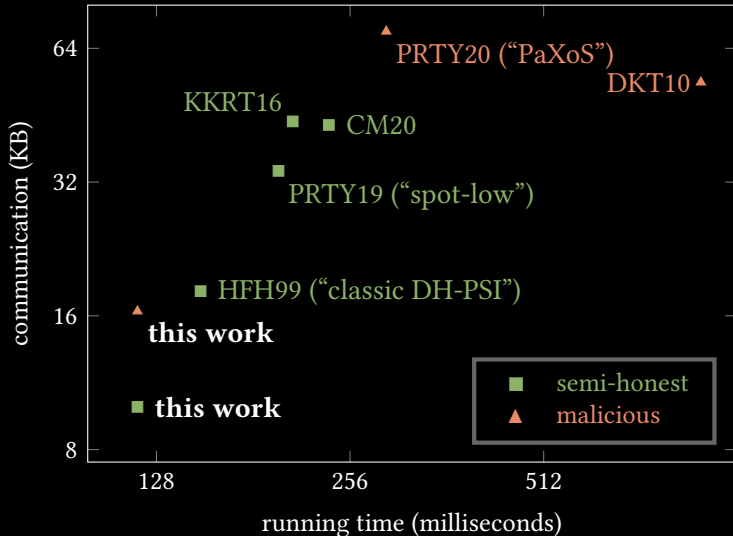 64
PRTY20 (“PaXoS”)
DKT10
KKRT16
CM20
communication (KB)
32
PRTY19 (“spot-low”)
HFH99 (“classic DH-PSI”)
16
this work
semi-honest
this work
malicious
8
128
256
512
running time (milliseconds)